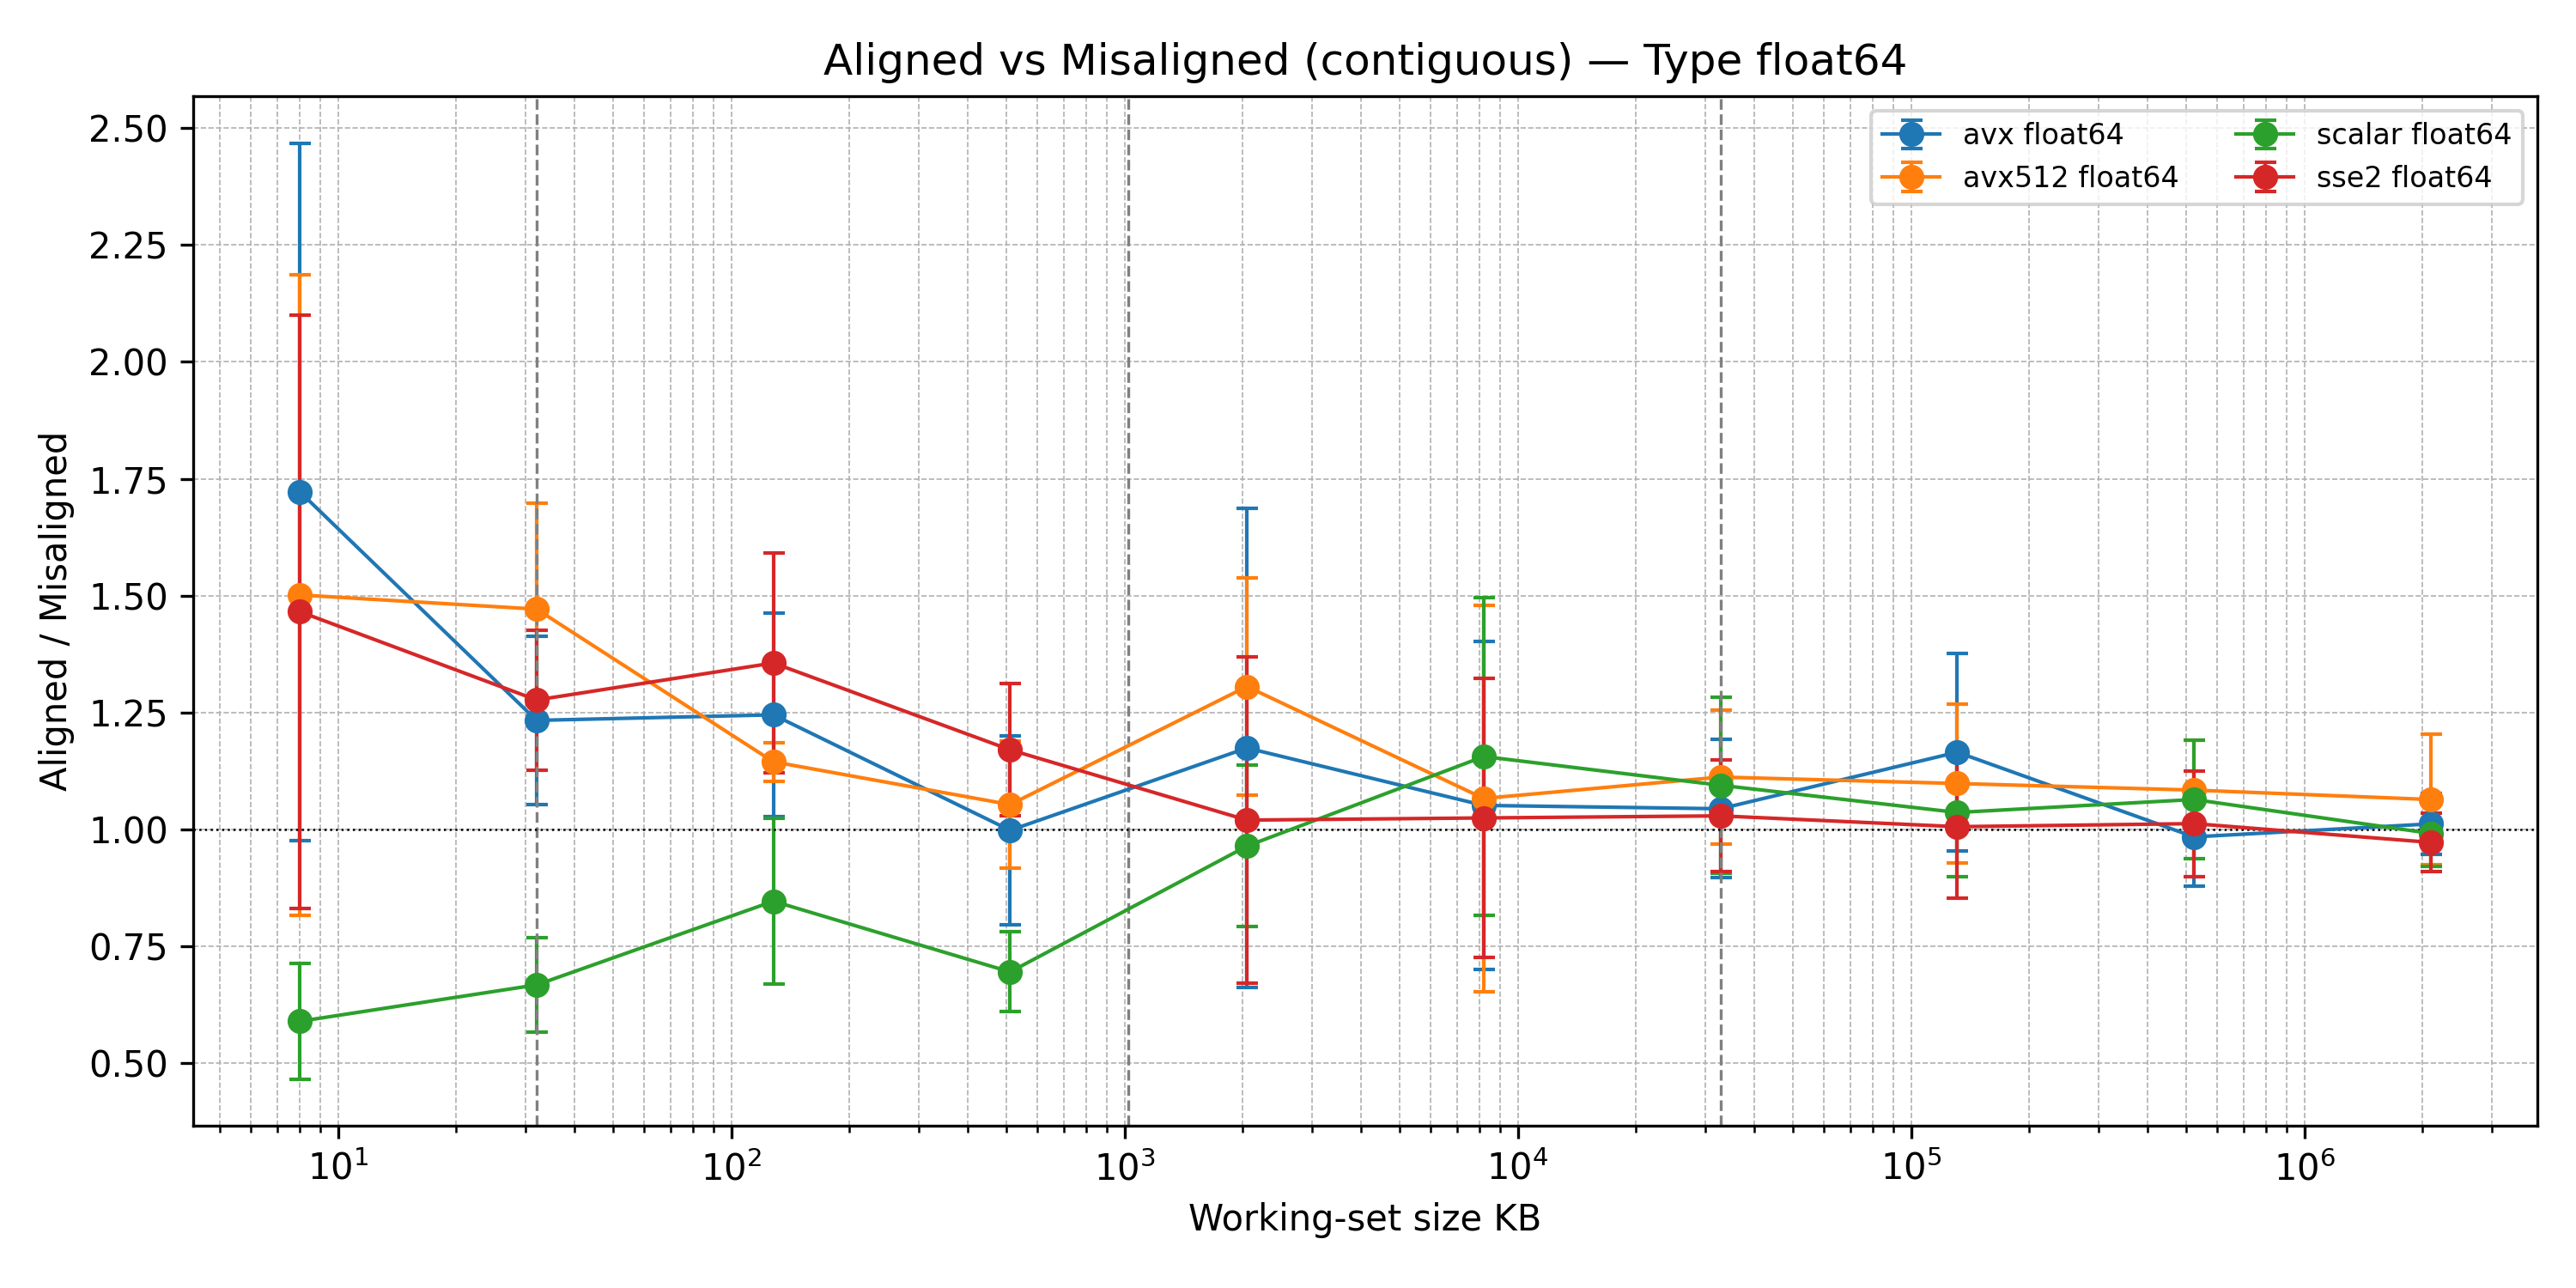 Aligned vs Misaligned (contiguous) — Type float64
Aligned / Misaligned
2.50
2.25
2.00
1.75
1.50
1.25
1.00
0.75
0.50
avx float64
avx512 float64
scalar float64
sse2 float64
10¹
10²
10³
10⁴
10⁵
10⁶
Working-set size KB